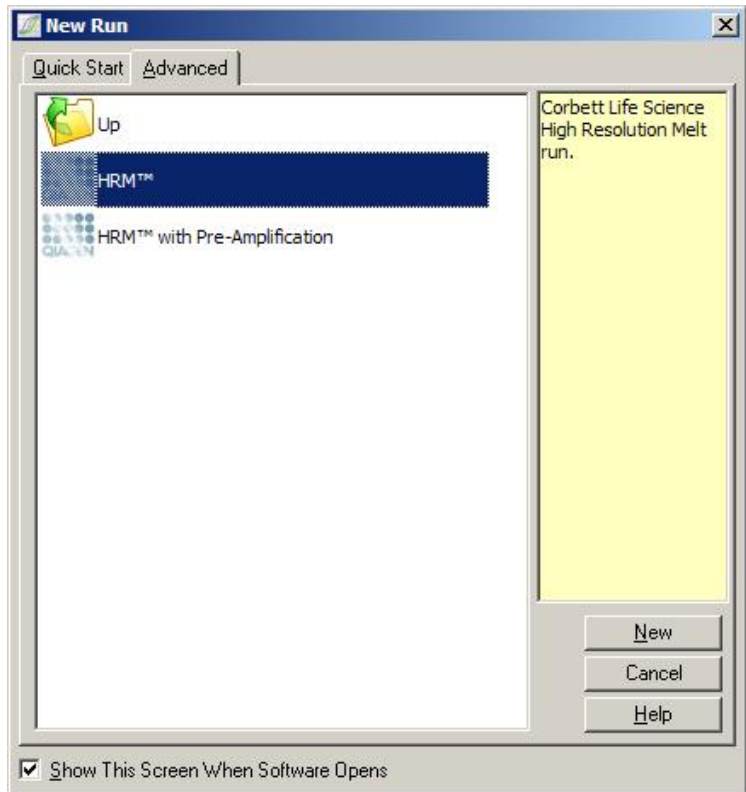 New Run
Quick Start
Advanced
Up
HRM™
QIAGEN
HRM™ with Pre-Amplification
Corbett Life Science
High Resolution Melt
run.
New
Cancel
Help
Show This Screen When Software Opens